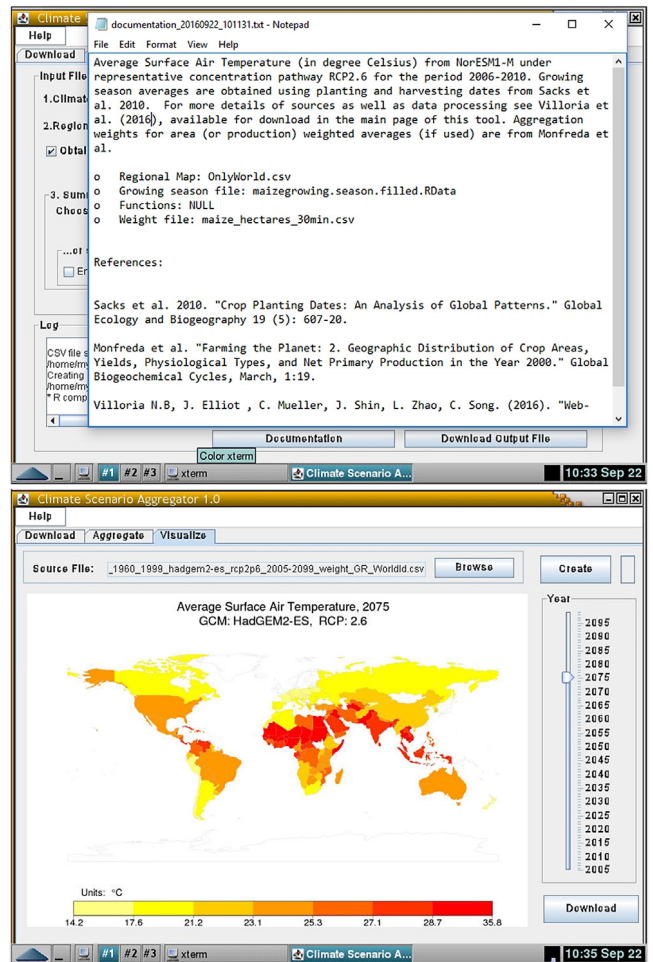 Climate
documentation_20160922_101131.txt - Notepad
Help
File Edit Format View Help
Download
Average Surface Air Temperature (in degree Celsius) from NorESM1-M under
representative concentration pathway RCP2.6 for the period 2006-2010. Growing
season averages are obtained using planting and harvesting dates from Sacks et
al. 2010. For more details of sources as well as data processing see Villoria et
al. (2016), available for download in the main page of this tool. Aggregation
weights for area (or production) weighted averages (if used) are from Monfreda et
al.
o Regional Map: OnlyWorld.csv
o Growing season file: maizegrowing.season.filled.RData
o Functions: NULL
o Weight file: maize_hectares_30min.csv
References:
Sacks et al. 2010. "Crop Planting Dates: An Analysis of Global Patterns." Global
Ecology and Biogeography 19 (5): 607-20.
Monfreda et al. "Farming the Planet: 2. Geographic Distribution of Crop Areas,
Yields, Physiological Types, and Net Primary Production in the Year 2000." Global
Biogeochemical Cycles, March, 1:19.
Villoria N.B, J. Elliot , C. Mueller, J. Shin, L. Zhao, C. Song. (2016). "Web-
Input File
1.Climate
2.Region
Obtai
3. Sum
Choos
...or s
En
Log
CSV file s
/home/my
Creating
/home/my
* R comp
Documentation
Download Output File
Color xterm
#1 #2 #3 xterm
Climate Scenario A...
10:33 Sep 22
Climate Scenario Aggregator 1.0
Help
Download Aggregate Visualize
Source File: _1960_1999_hadgem2-es_rcp2p6_2005-2099_weight_GR_WorldId.csv Browse Create
Average Surface Air Temperature, 2075
GCM: HadGEM2-ES, RCP: 2.6
Year
2095
2090
2085
2080
2075
2070
2065
2060
2055
2050
2045
2040
2035
2030
2025
2020
2015
2010
2005
Units: °C
14.2 17.6 21.2 23.1 25.3 27.1 28.7 35.8
Download
#1 #2 #3 xterm
Climate Scenario A...
10:35 Sep 22